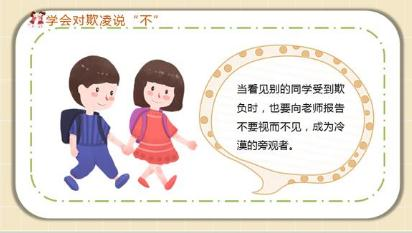 学会对欺凌说“不”
当看见别的同学受到欺
负时，也要向老师报告
不要视而不见，成为冷
漠的旁观者。